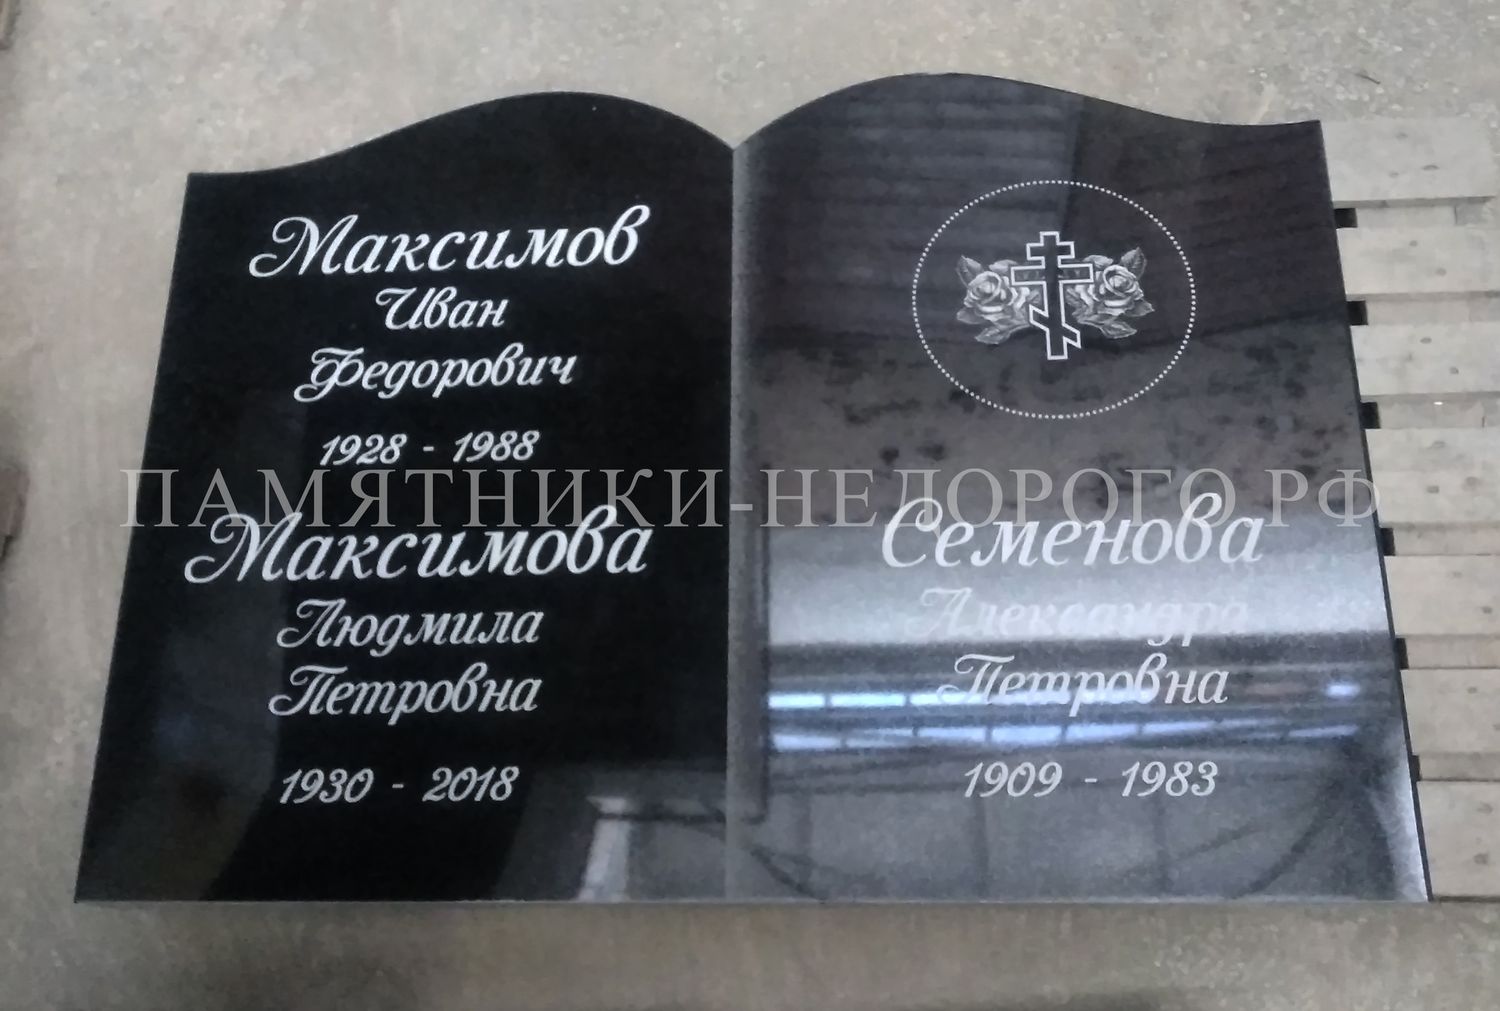 Максимов
Иван
Федорович
1928 - 1988
Максимова
Людмила
Петровна
1930 - 2018
Семенова
Александра
Петровна
1909 - 1983
ПАМЯТНИКИ-НЕДОРОГО.РФ